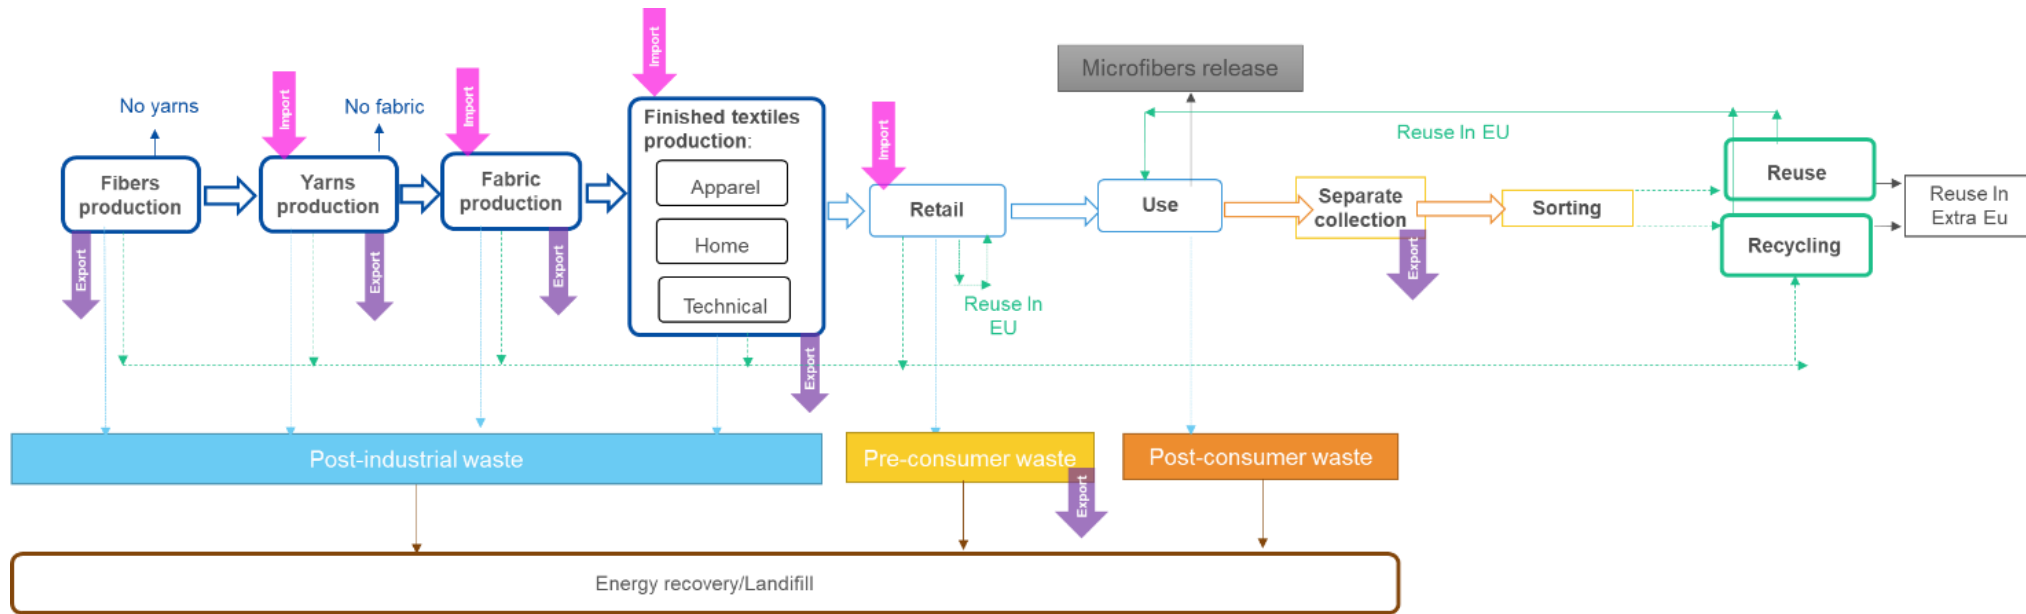 Import
Microfibers release
No yarns
Import
No fabric
Import
Finished textiles
production:
Import
Reuse In EU
Fibers
production
Yarns
production
Fabric
production
Apparel
Retail
Use
Separate
collection
Sorting
Reuse
Reuse In
Extra Eu
Home
Recycling
Export
Export
Export
Export
Technical
Reuse In
EU
Export
Post-industrial waste
Pre-consumer waste
Post-consumer waste
Export
Energy recovery/Landifill